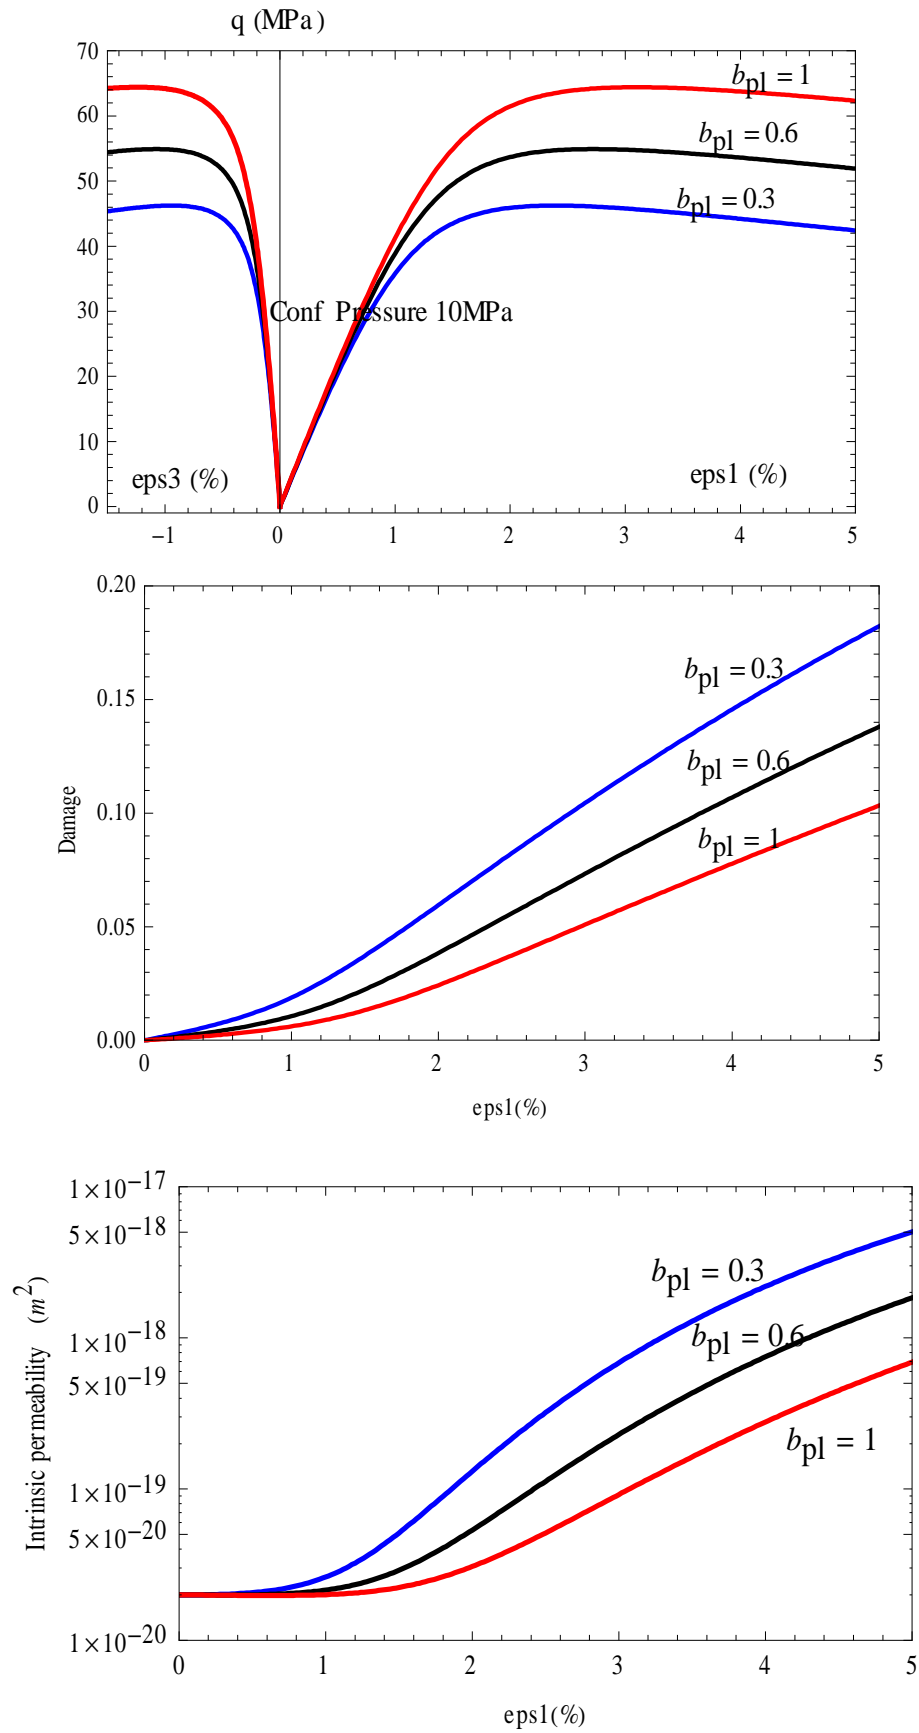 q (MPa)
70
60
50
40
30
20
10
0
b_pl = 1
b_pl = 0.6
b_pl = 0.3
Conf Pressure 10MPa
eps3 (%)
eps1 (%)
−1 0 1 2 3 4 5
0.20
0.15
0.10
0.05
0.00
Damage
b_pl = 0.3
b_pl = 0.6
b_pl = 1
0 1 2 3 4 5
eps1(%)
1×10^−17
5×10^−18
1×10^−18
5×10^−19
1×10^−19
5×10^−20
1×10^−20
Intrinsic permeability (m^2)
b_pl = 0.3
b_pl = 0.6
b_pl = 1
0 1 2 3 4 5
eps1(%)